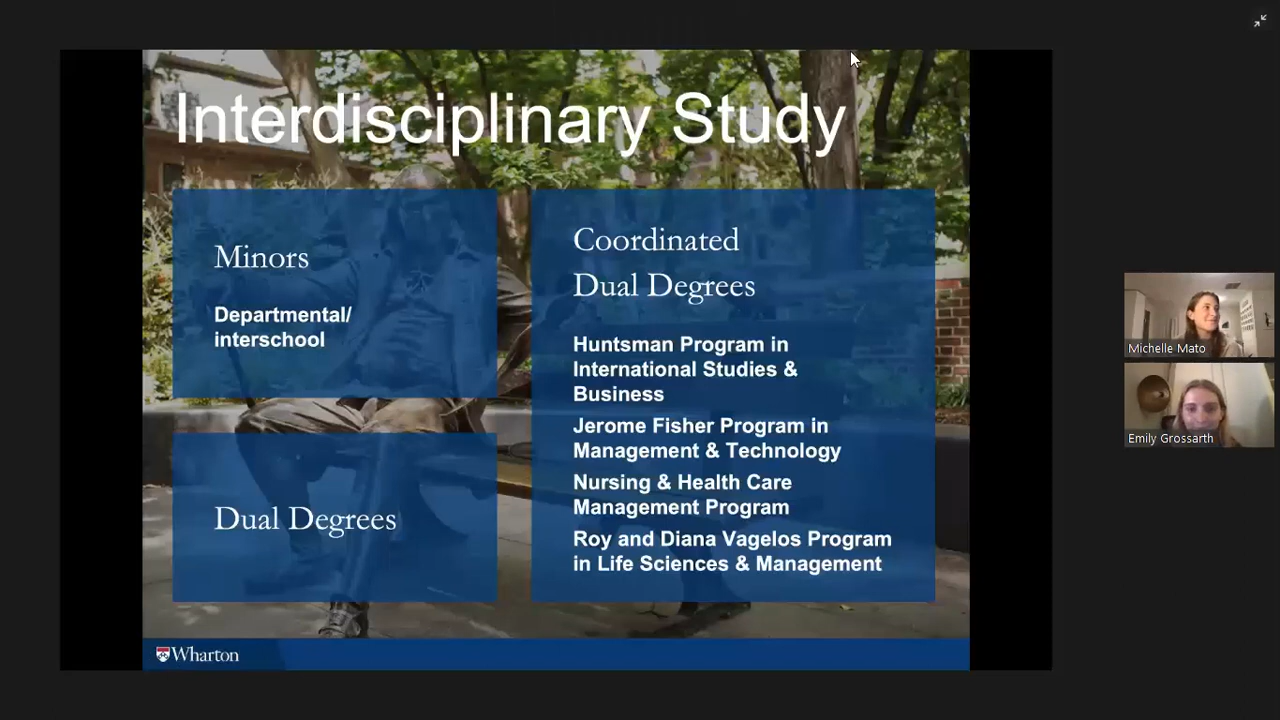 Interdisciplinary Study
Minors
Departmental/
interschool
Dual Degrees
Coordinated
Dual Degrees
Huntsman Program in
International Studies &
Business
Jerome Fisher Program in
Management & Technology
Nursing & Health Care
Management Program
Roy and Diana Vagelos Program
in Life Sciences & Management
Wharton
Michelle Mato
Emily Grossarth